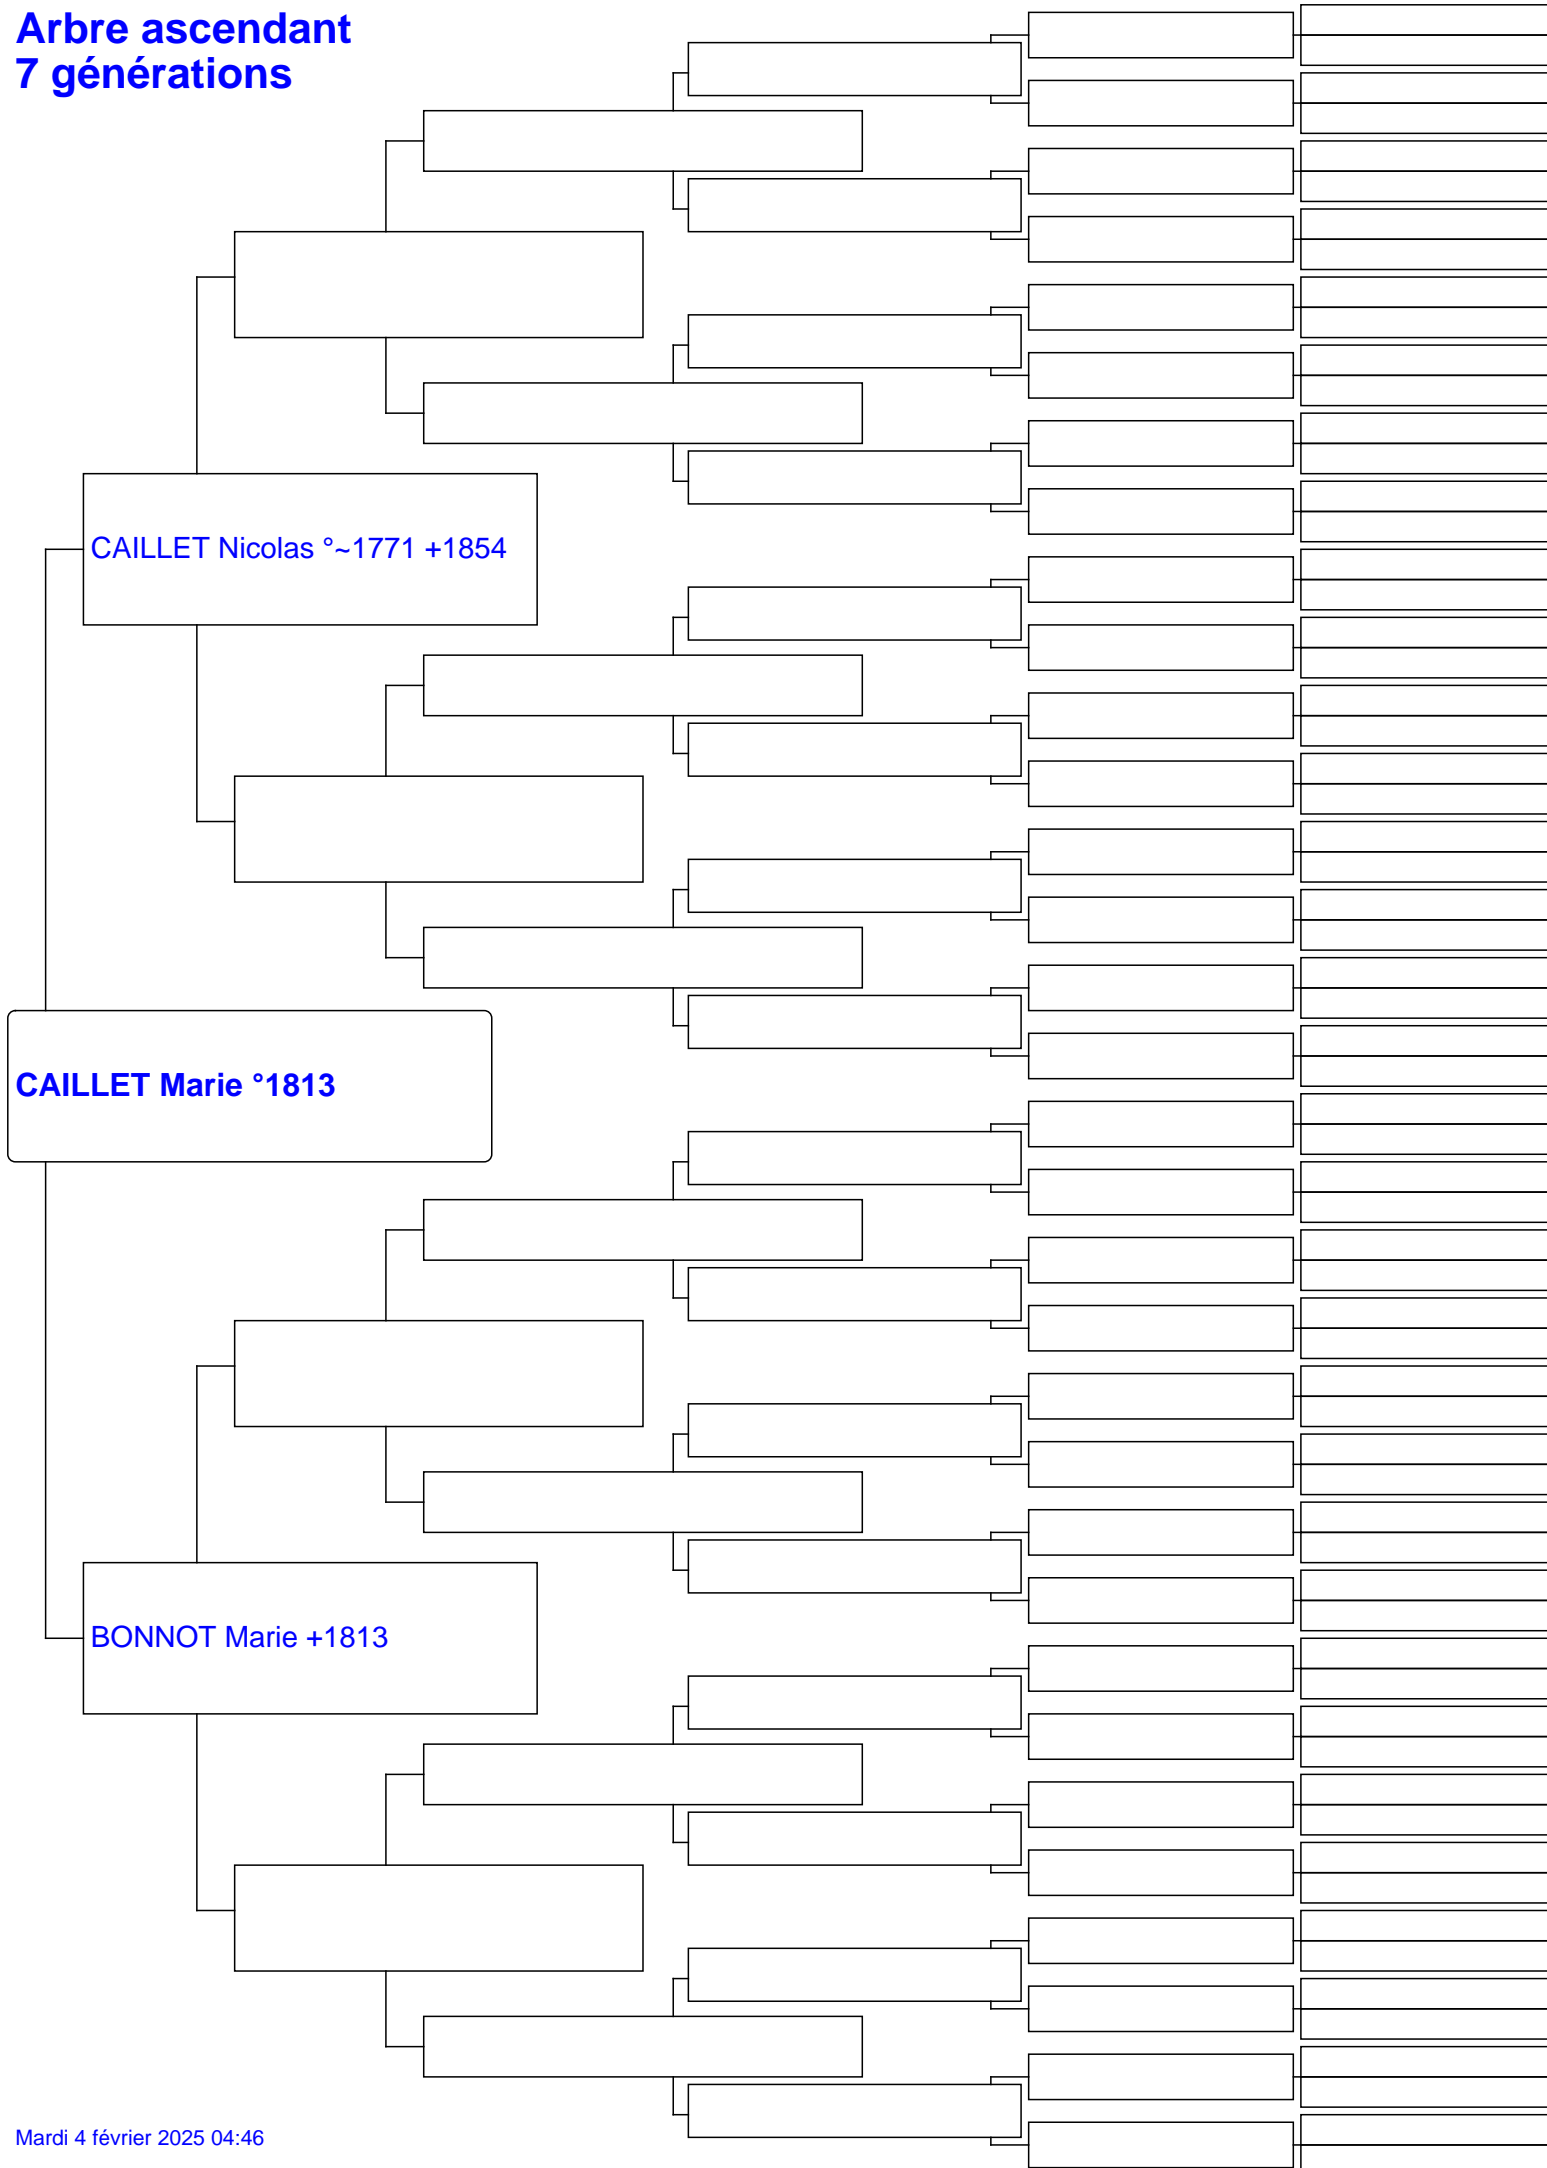 Arbre ascendant
7 générations
CAILLET Nicolas °~1771 +1854
CAILLET Marie °1813
BONNOT Marie +1813
Mardi 4 février 2025 04:46